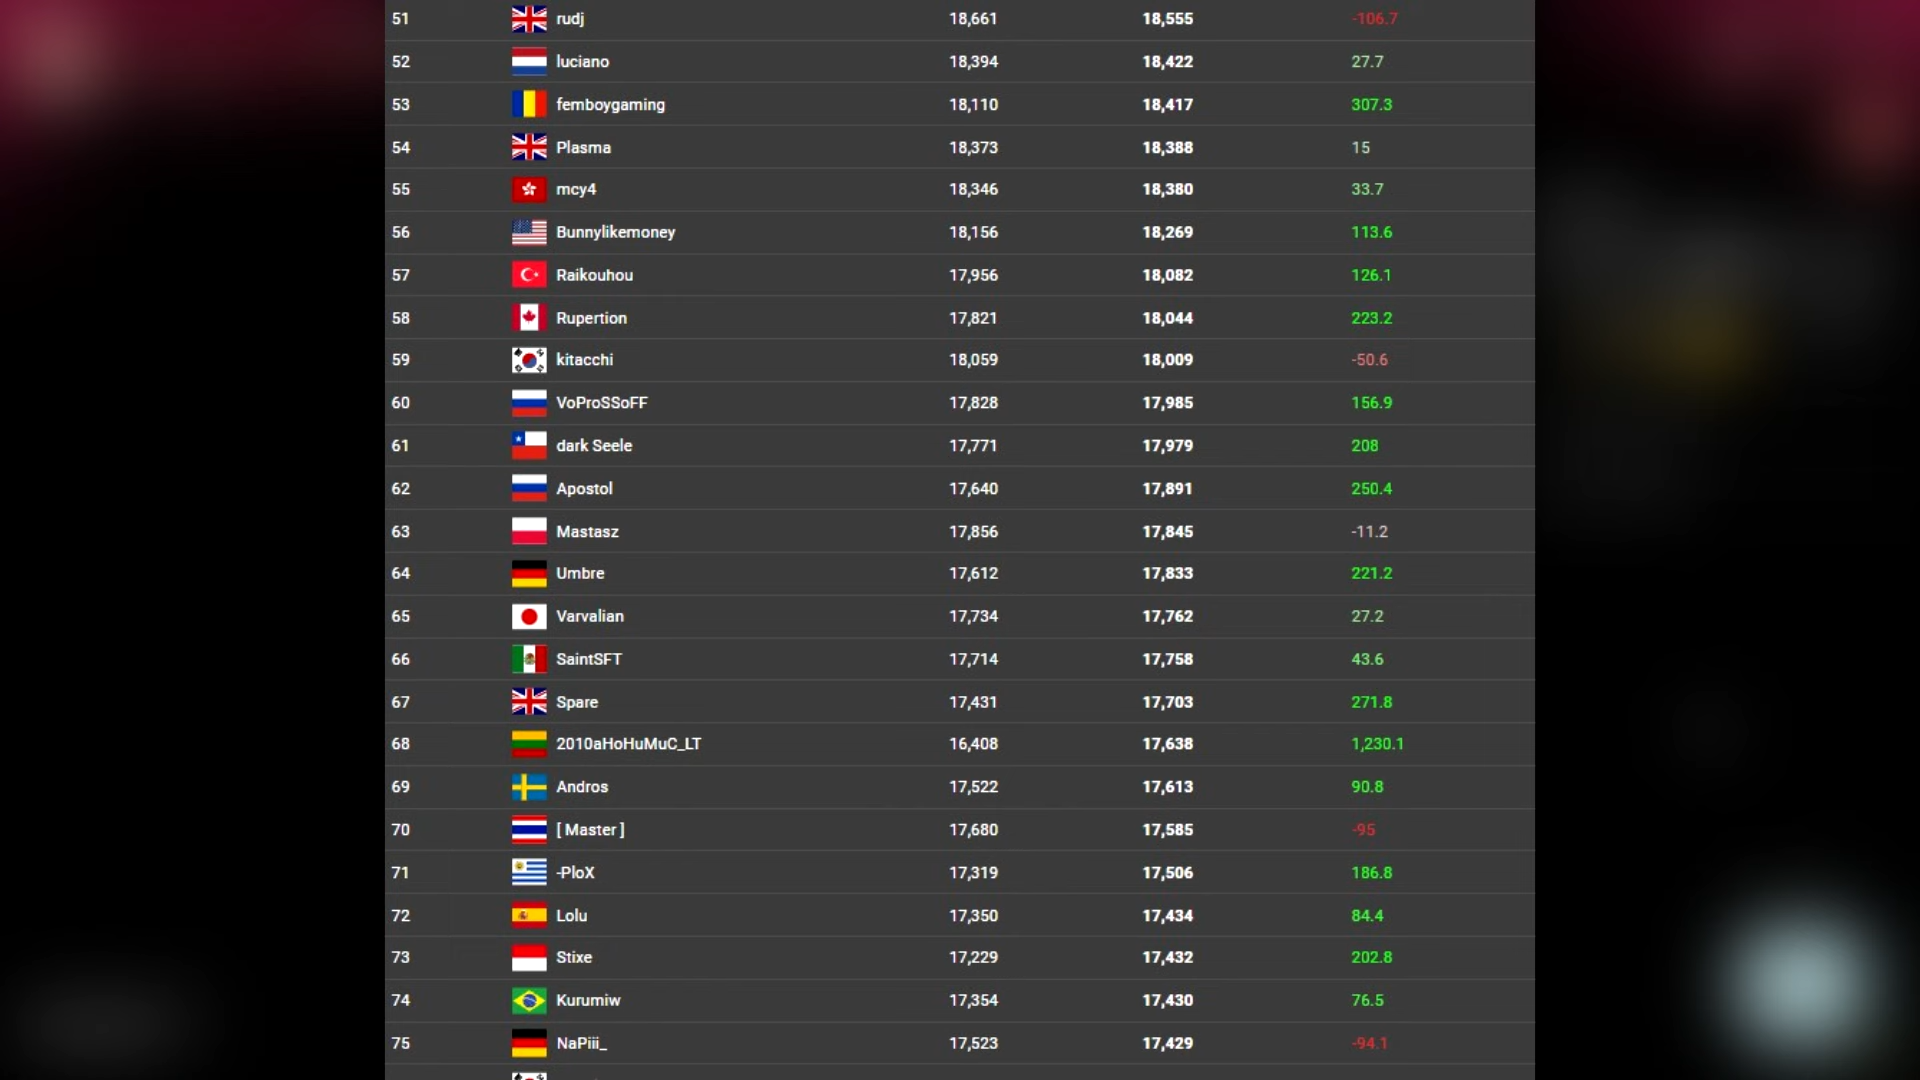 51 rudj 18,661 18,555 -106.7
52 luciano 18,394 18,422 27.7
53 femboygaming 18,110 18,417 307.3
54 Plasma 18,373 18,388 15
55 mcy4 18,346 18,380 33.7
56 Bunnylikemoney 18,156 18,269 113.6
57 Raikouhou 17,956 18,082 126.1
58 Rupertion 17,821 18,044 223.2
59 kitacchi 18,059 18,009 -50.6
60 VoProSSoFF 17,828 17,985 156.9
61 dark Seele 17,771 17,979 208
62 Apostol 17,640 17,891 250.4
63 Mastasz 17,856 17,845 -11.2
64 Umbre 17,612 17,833 221.2
65 Varvalian 17,734 17,762 27.2
66 SaintSFT 17,714 17,758 43.6
67 Spare 17,431 17,703 271.8
68 2010aHoHuMuC_LT 16,408 17,638 1,230.1
69 Andros 17,522 17,613 90.8
70 [ Master ] 17,680 17,585 -95
71 -PloX 17,319 17,506 186.8
72 Lolu 17,350 17,434 84.4
73 Stixe 17,229 17,432 202.8
74 Kurumiw 17,354 17,430 76.5
75 NaPiii_ 17,523 17,429 -94.1